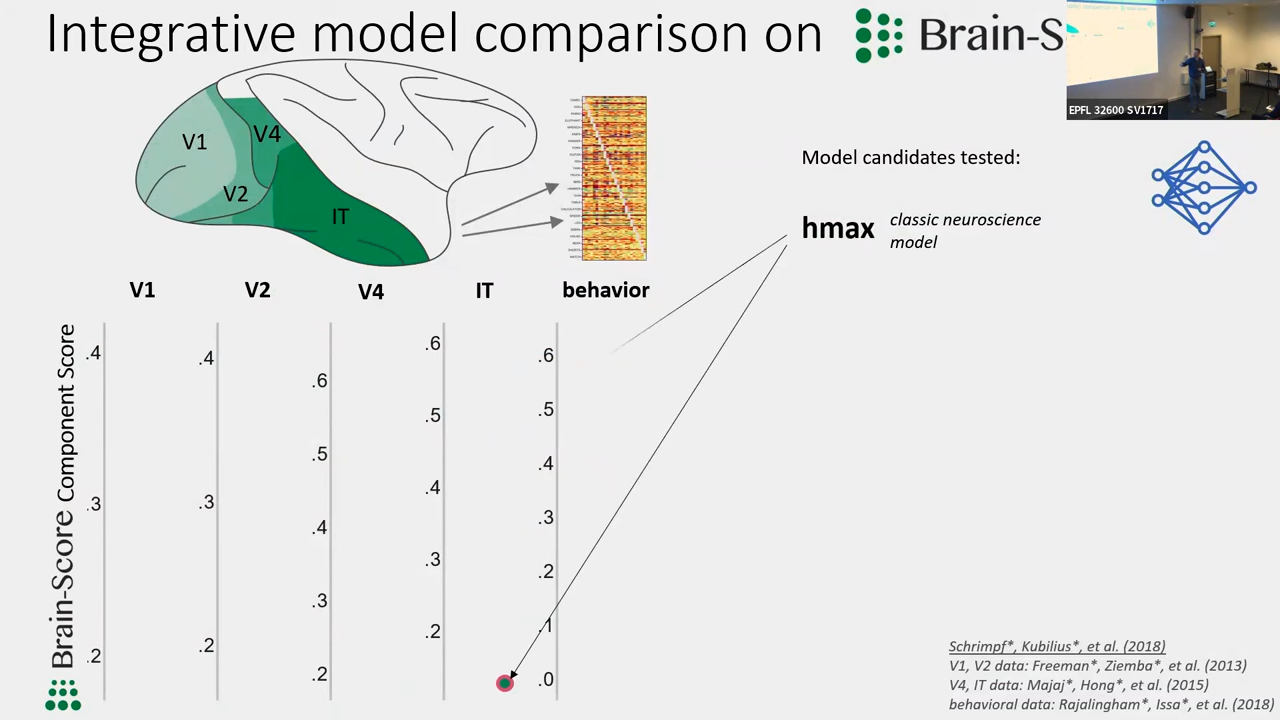 Integrative model comparison on
Brain-S
EPFL 32600 SV1717
V1
V4
V2
IT
Model candidates tested:
hmax
classic neuroscience
model
V1
V2
V4
IT
behavior
Brain-Score Component Score
.4
.3
.2
.4
.3
.2
.6
.5
.4
.3
.2
.6
.5
.4
.3
.2
.6
.5
.4
.3
.2
.1
.0
Schrimpf*, Kubilius*, et al. (2018)
V1, V2 data: Freeman*, Ziemba*, et al. (2013)
V4, IT data: Majaj*, Hong*, et al. (2015)
behavioral data: Rajalingham*, Issa*, et al. (2018)